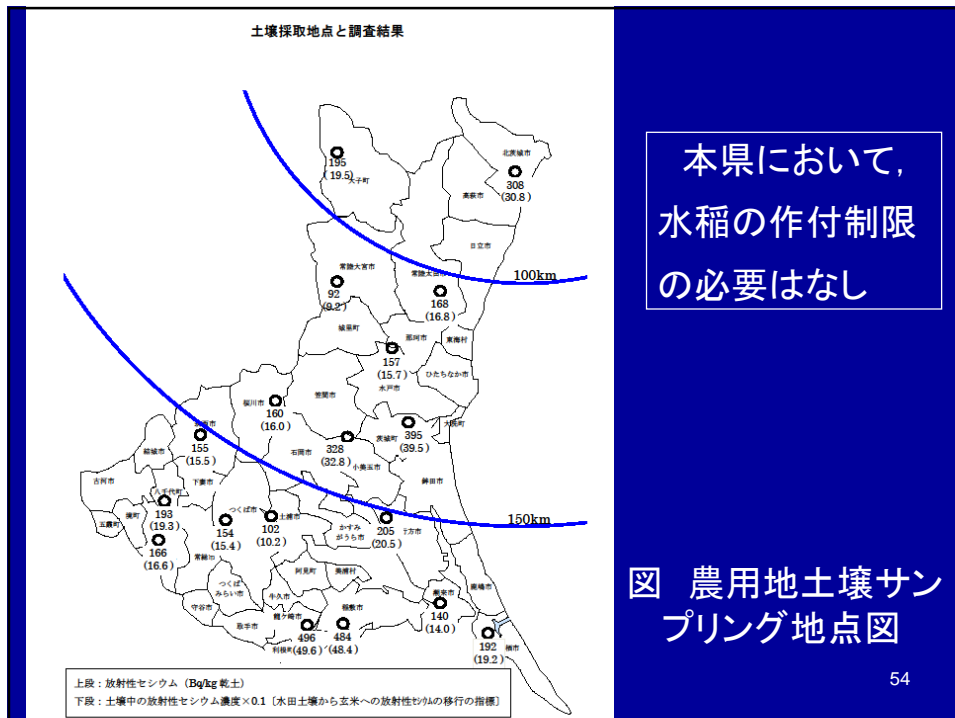 土壌採取地点と調査結果
北茨城市
195
(19.5)
大子町
308
(30.8)
高萩市
日立市
常陸大宮市
常陸太田市
100km
92
(9.2)
168
(16.8)
城里町
那珂市
東海村
157
(15.7)
ひたちなか市
水戸市
笠間市
桜川市
160
(16.0)
大洗町
茨城町
395
(39.5)
155
(15.5)
328
(32.8)
石岡市
小美玉市
結城市
古河市
下妻市
鉾田市
八千代町
193
(19.3)
境町
五霞町
つくば市
154
(15.4)
土浦市
102
(10.2)
かすみ
がうら市
205
(20.5)
150km
166
(16.6)
阿見町
美浦村
つくば
みらい市
牛久市
守谷市
取手市
龍ケ崎市
稲敷市
潮来市
鹿嶋市
140
(14.0)
496
(49.6)
484
(48.4)
192
(19.2)
栖市
上段:放射性セシウム(Bq/kg 乾土)
下段:土壌中の放射性セシウム濃度×0.1〔水田土壌から玄米への放射性セシウムの移行の指標〕
本県において,
水稲の作付制限
の必要はなし
図 農用地土壌サン
プリング地点図
54